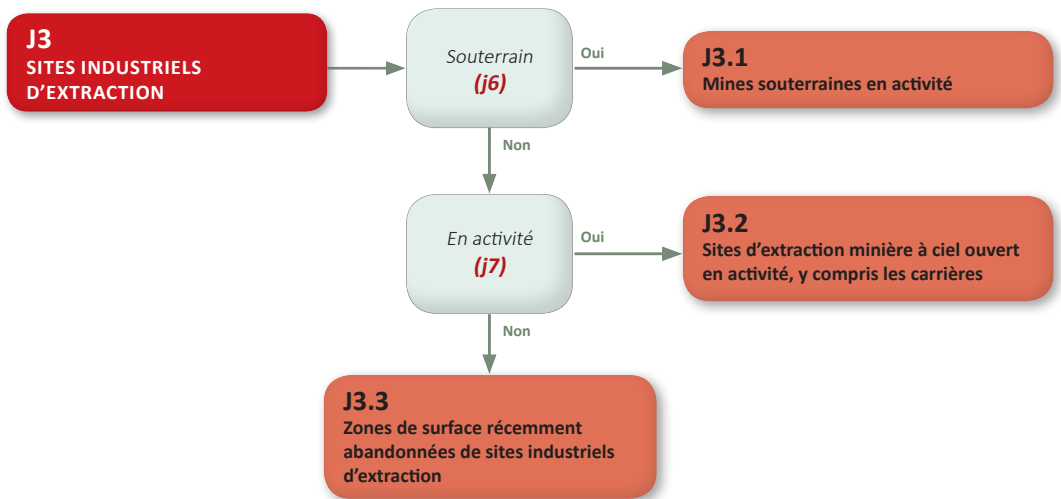 J3
SITES INDUSTRIELS
D’EXTRACTION
Souterrain
(j6)
Oui
J3.1
Mines souterraines en activité
Non
En activité
(j7)
Oui
J3.2
Sites d’extraction minière à ciel ouvert
en activité, y compris les carrières
Non
J3.3
Zones de surface récemment
abandonnées de sites industriels
d’extraction